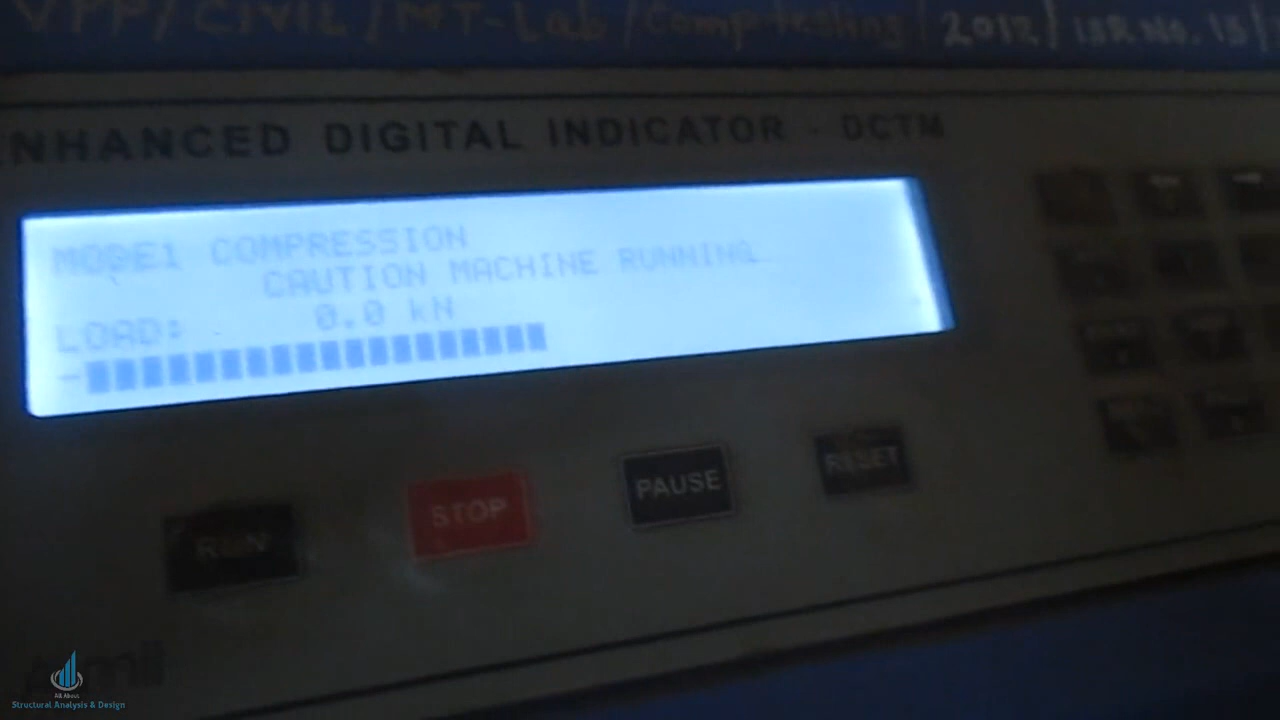 VPP/CIVIL/MT-Lab/Comp.testing/2012/ISR.No. 15/
ENHANCED DIGITAL INDICATOR - DCTM
MODE1 COMPRESSION
CAUTION MACHINE RUNNING
LOAD: 0.0 kN
RUN STOP PAUSE RESET
All About
Structural Analysis & Design